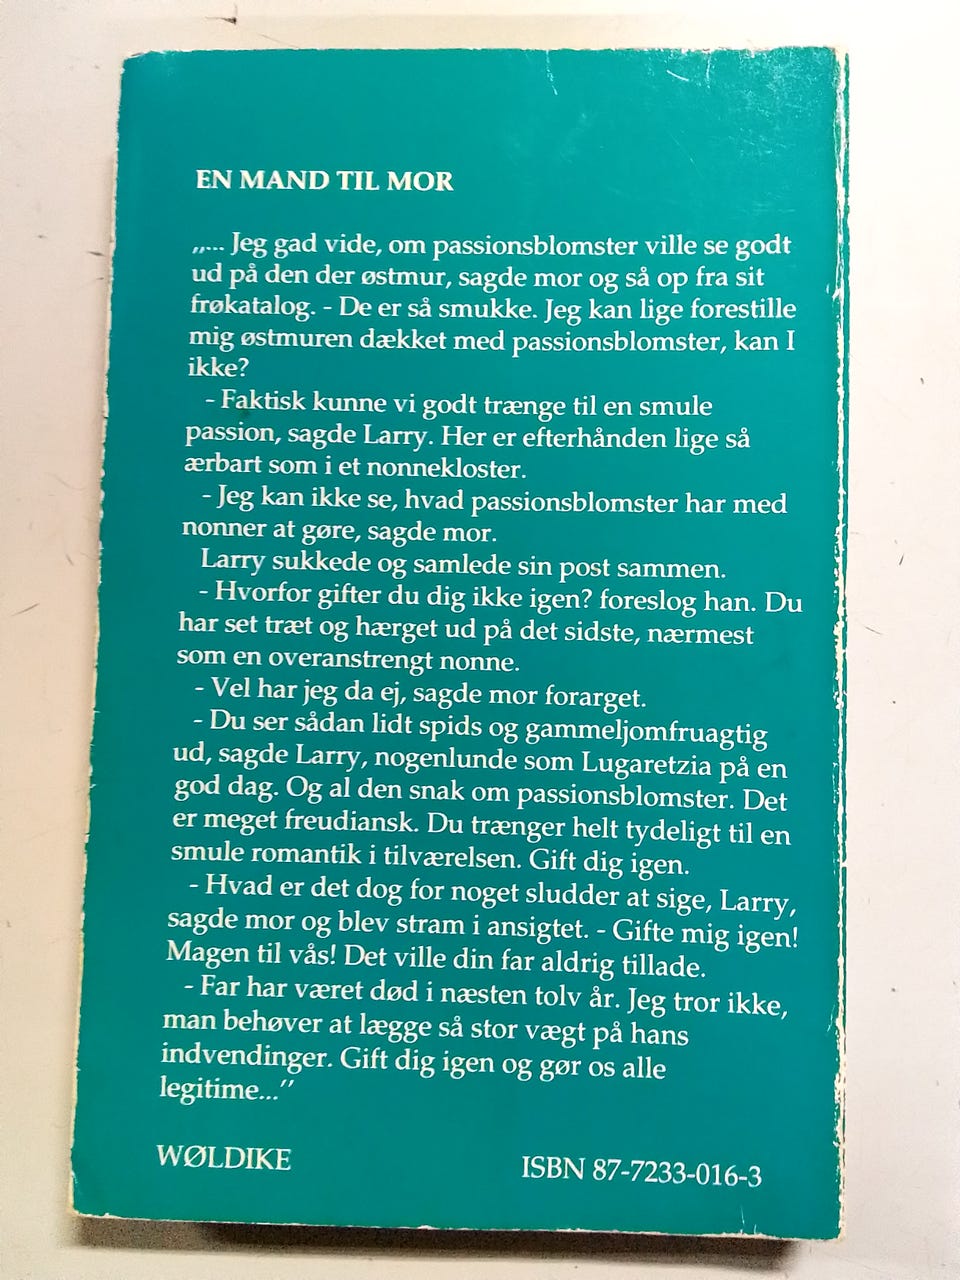 EN MAND TIL MOR
„... Jeg gad vide, om passionsblomster ville se godt
ud på den der østmur, sagde mor og så op fra sit
frøkatalog. - De er så smukke. Jeg kan lige forestille
mig østmuren dækket med passionsblomster, kan I
ikke?
- Faktisk kunne vi godt trænge til en smule
passion, sagde Larry. Her er efterhånden lige så
ærbart som i et nonnekloster.
- Jeg kan ikke se, hvad passionsblomster har med
nonner at gøre, sagde mor.
Larry sukkede og samlede sin post sammen.
- Hvorfor gifter du dig ikke igen? foreslog han. Du
har set træt og hærget ud på det sidste, nærmest
som en overanstrengt nonne.
- Vel har jeg da ej, sagde mor forarget.
- Du ser sådan lidt spids og gammeljomfruagtig
ud, sagde Larry, nogenlunde som Lugaretzia på en
god dag. Og al den snak om passionsblomster. Det
er meget freudiansk. Du trænger helt tydeligt til en
smule romantik i tilværelsen. Gift dig igen.
- Hvad er det dog for noget sludder at sige, Larry,
sagde mor og blev stram i ansigtet. - Gifte mig igen!
Magen til vås! Det ville din far aldrig tillade.
- Far har været død i næsten tolv år. Jeg tror ikke,
man behøver at lægge så stor vægt på hans
indvendinger. Gift dig igen og gør os alle
legitime...”
WØLDIKE
ISBN 87-7233-016-3